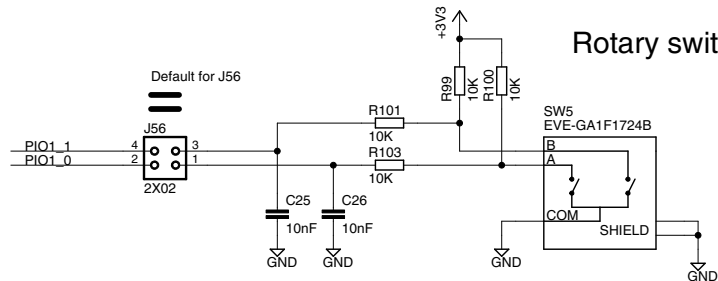 +3V3
Rotary swit
Default for J56
R99
10K
R100
10K
R101
10K
SW5
EVE-GA1F1724B
J56
PIO1_1
4
3
PIO1_0
2
1
2X02
R103
10K
B
A
C25
10nF
C26
10nF
COM
SHIELD
GND
GND
GND
GND